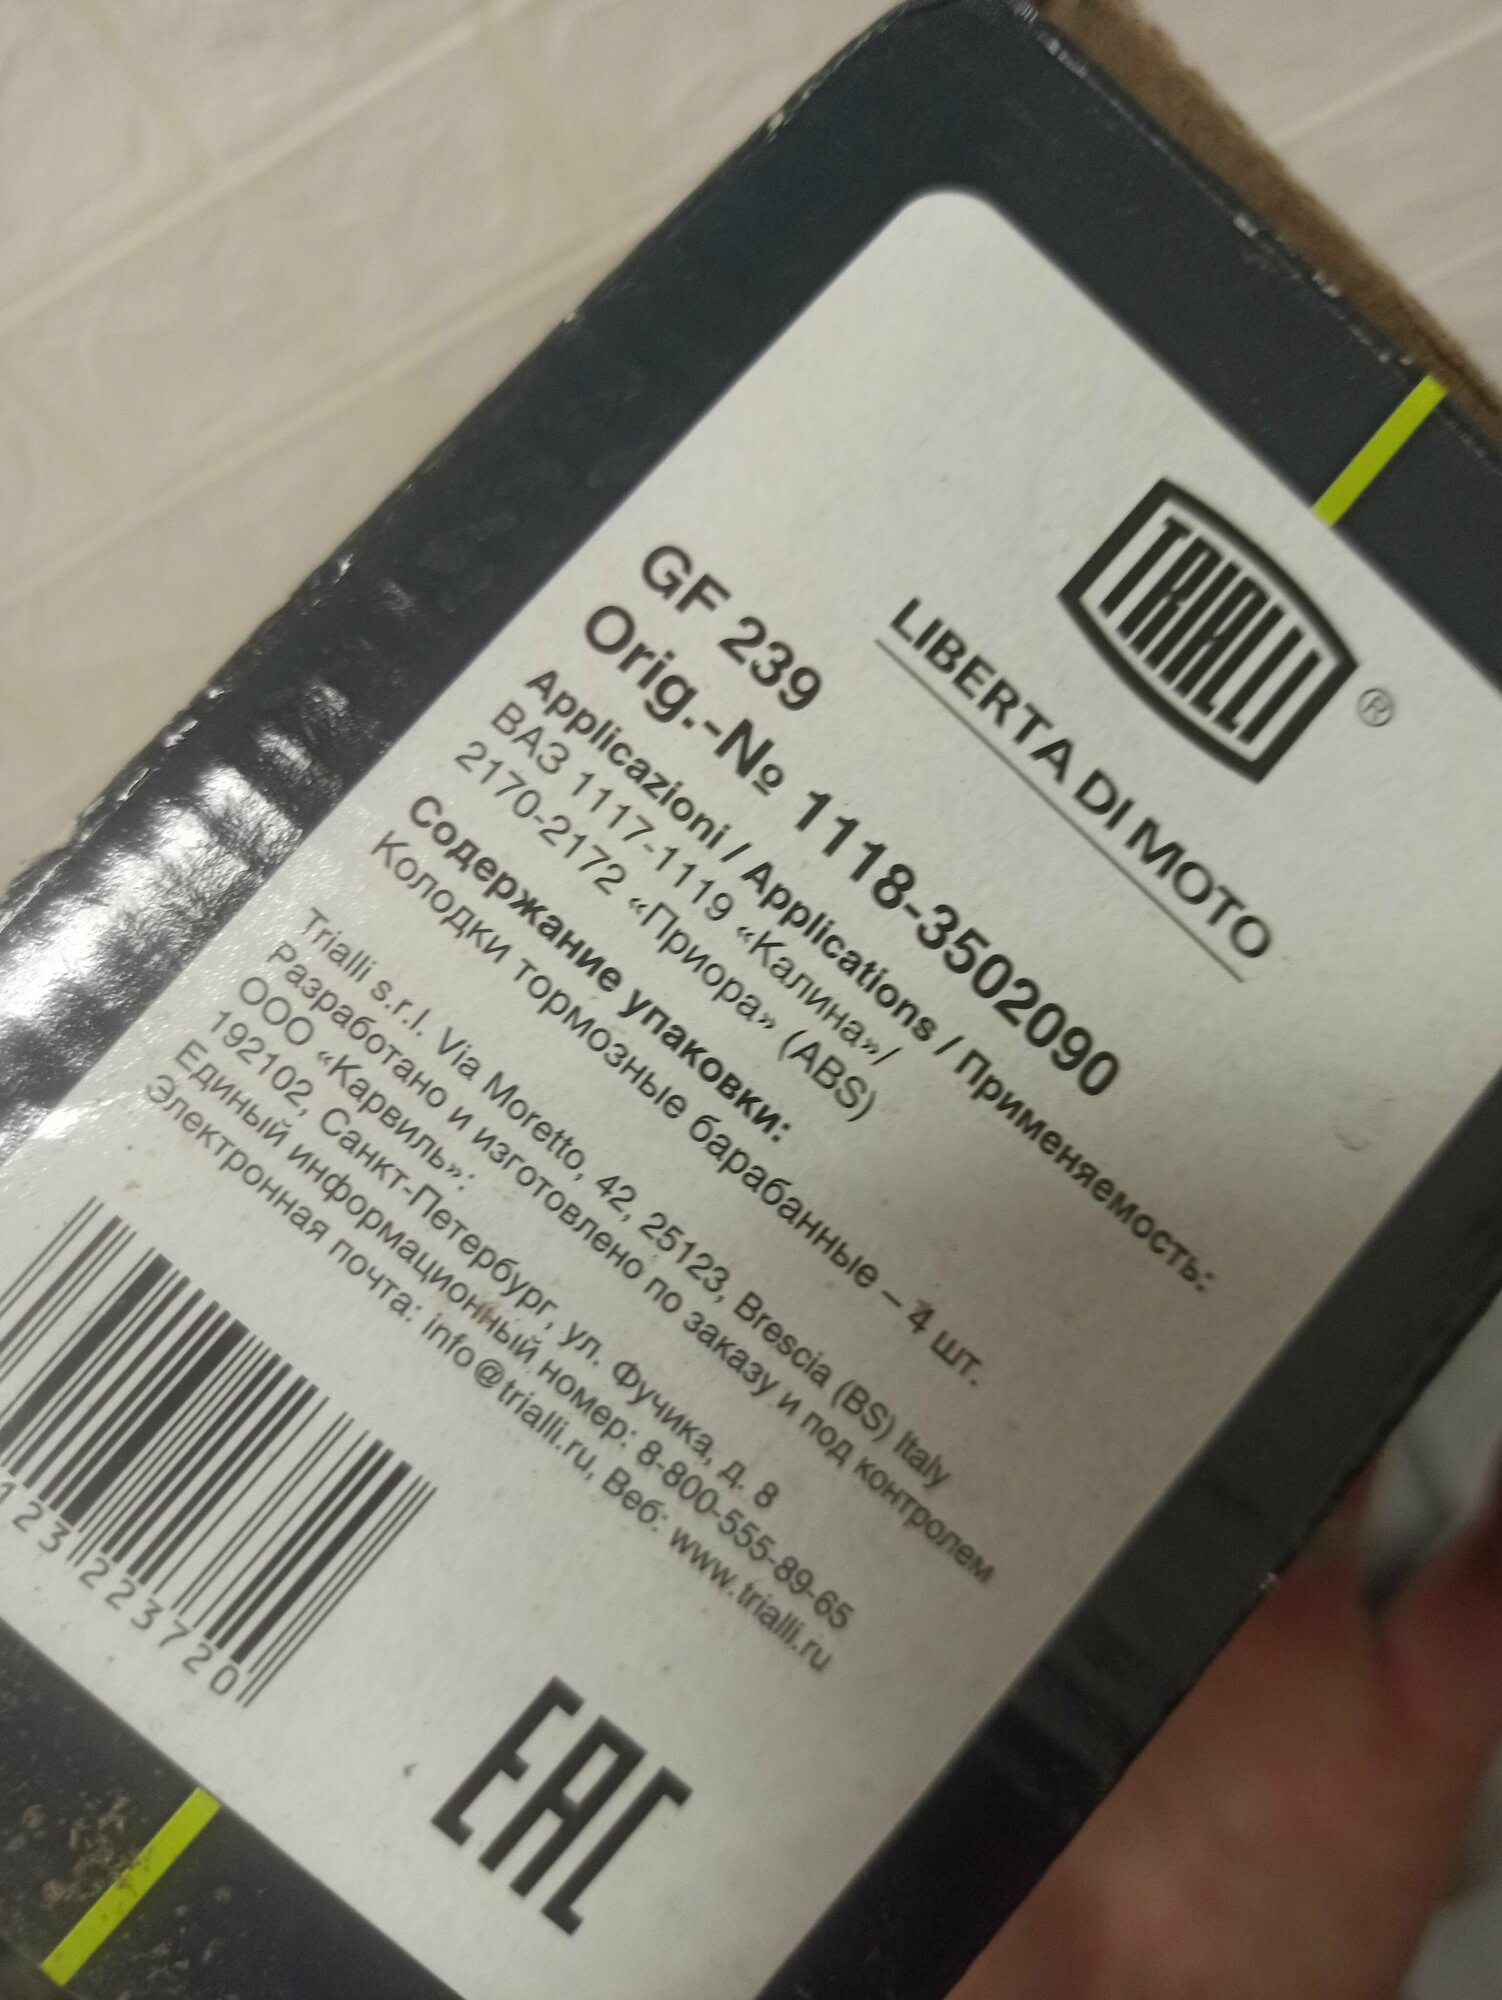 TRIALLI ®
LIBERTA DI MOTO
GF 239
Orig.-№ 1118-3502090
Applicazioni / Applications / Применяемость:
ВАЗ 1117-1119 «Калина»/
2170-2172 «Приора» (ABS)
Содержание упаковки:
Колодки тормозные барабанные – 4 шт.
Trialli s.r.l. Via Moretto, 42, 25123, Brescia (BS) Italy
Разработано и изготовлено по заказу и под контролем
ООО «Карвиль»:
192102, Санкт-Петербург, ул. Фучика, д. 8
Единый информационный номер: 8-800-555-89-65
Электронная почта: info@trialli.ru, Веб: www.trialli.ru
123223720
EAC